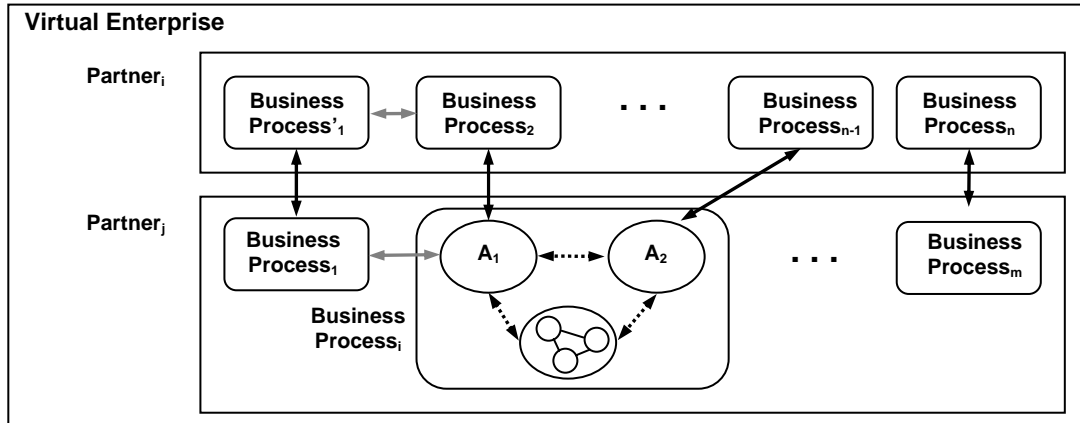 Virtual Enterprise
Partnerᵢ
Business
Process'₁
Business
Process₂
. . .
Business
Processₙ₋₁
Business
Processₙ
Partnerⱼ
Business
Process₁
A₁
A₂
. . .
Business
Processₘ
Business
Processᵢ